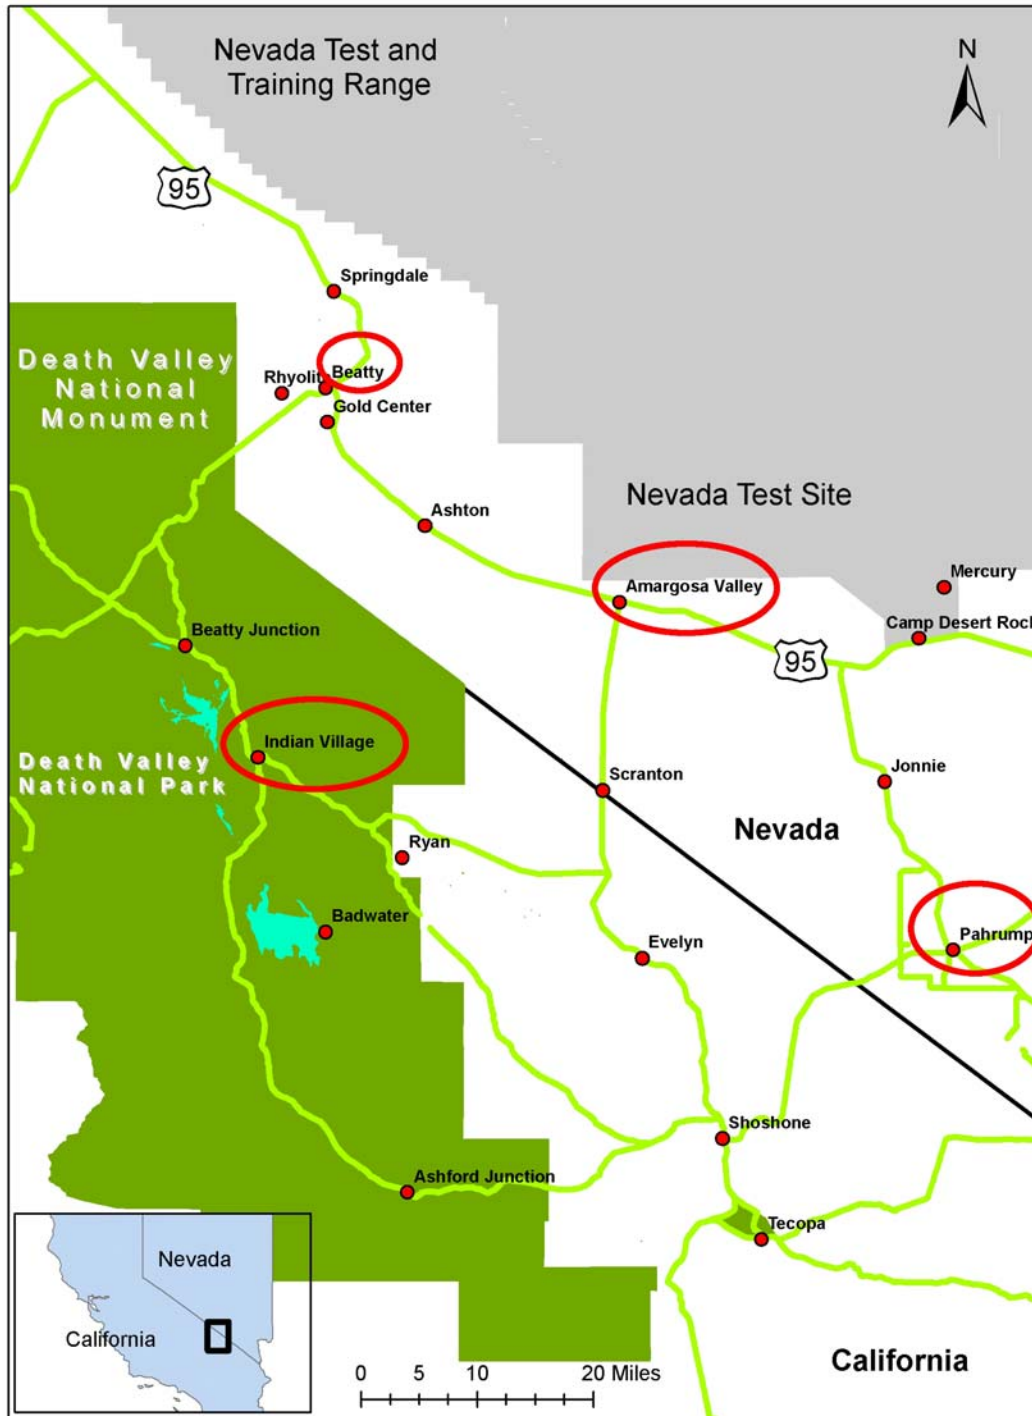 Nevada Test and
Training Range
N
95
Springdale
Death Valley
National
Monument
Beatty
Rhyolite
Gold Center
Ashton
Nevada Test Site
Mercury
Amargosa Valley
Camp Desert Rock
95
Beatty Junction
Indian Village
Death Valley
National Park
Scranton
Jonnie
Nevada
Ryan
Badwater
Evelyn
Pahrump
Shoshone
Ashford Junction
Tecopa
Nevada
California
California
0 5 10 20 Miles